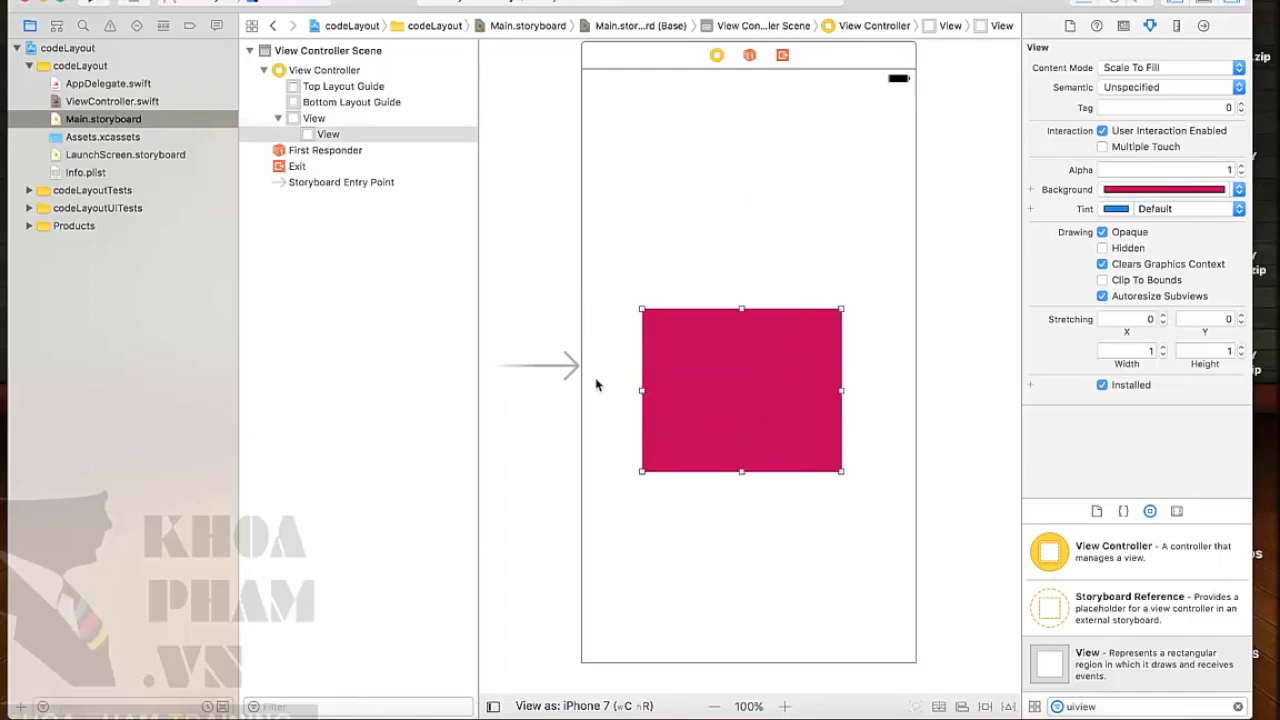 codeLayout
codeLayout
Main.storyboard
Main.stor...rd (Base)
View Con...ler Scene
View Controller
View
View
codeLayout
codeLayout
AppDelegate.swift
ViewController.swift
Main.storyboard
Assets.xcassets
LaunchScreen.storyboard
Info.plist
codeLayoutTests
codeLayoutUITests
Products
KHOA
PHAM
.VN
Filter
View Controller Scene
View Controller
Top Layout Guide
Bottom Layout Guide
View
View
First Responder
Exit
Storyboard Entry Point
Filter
View as: iPhone 7 (wC hR)
100%
View
Content Mode Scale To Fill
Semantic Unspecified
Tag 0
Interaction User Interaction Enabled
Multiple Touch
Alpha 1
Background
Tint Default
Drawing Opaque
Hidden
Clears Graphics Context
Clip To Bounds
Autoresize Subviews
Stretching 0 0
X Y
1 1
Width Height
Installed
View Controller - A controller that
manages a view.
Storyboard Reference - Provides a
placeholder for a view controller in an
external storyboard.
View - Represents a rectangular
region in which it draws and receives
events.
uiview
.zip
zip